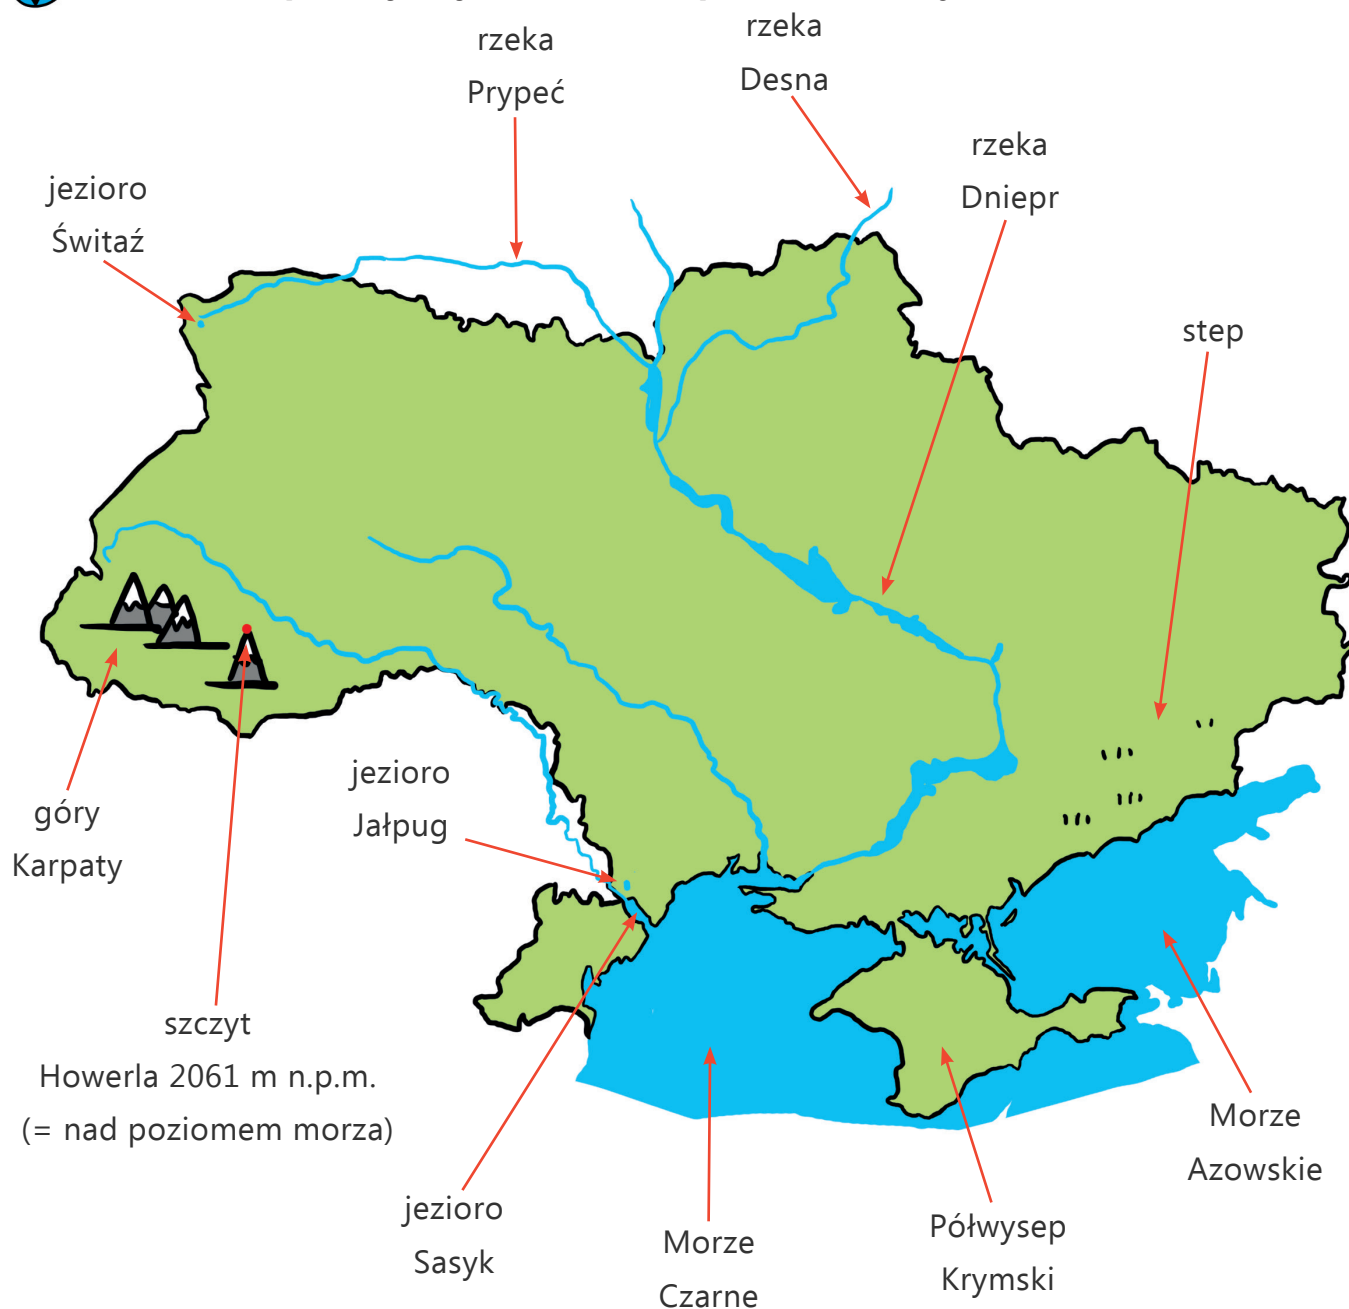 rzeka
Prypeć
rzeka
Desna
rzeka
Dniepr
jezioro
Świtaź
step
góry
Karpaty
jezioro
Jałpug
szczyt
Howerla 2061 m n.p.m.
(= nad poziomem morza)
jezioro
Sasyk
Morze
Czarne
Półwysep
Krymski
Morze
Azowskie